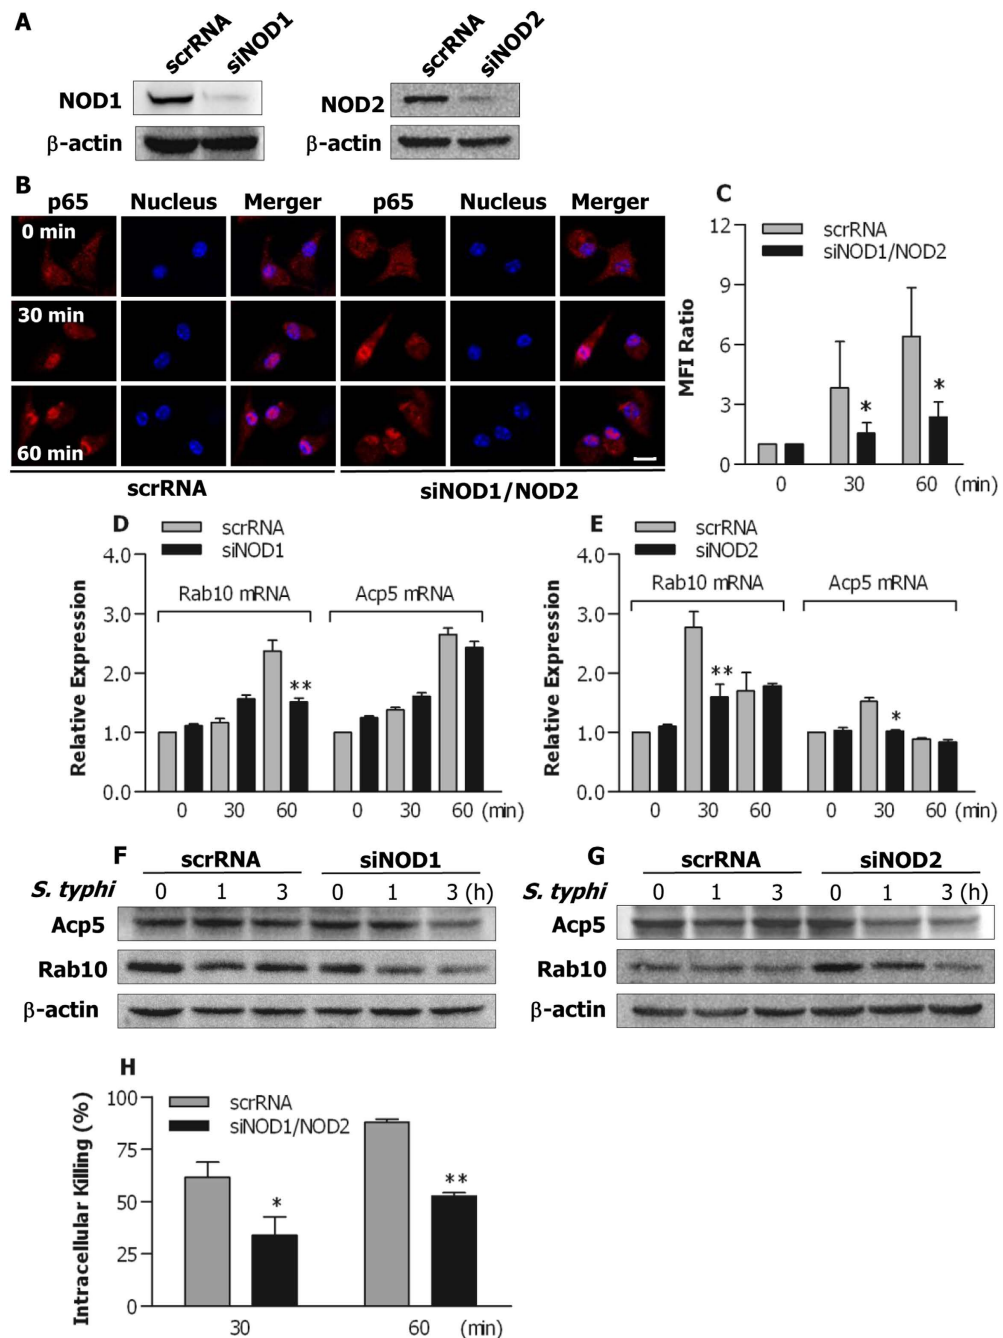 A
scrRNA siNOD1
NOD1
β-actin
scrRNA siNOD2
NOD2
β-actin
B
p65 Nucleus Merger p65 Nucleus Merger
0 min
30 min
60 min
scrRNA siNOD1/NOD2
C
scrRNA
siNOD1/NOD2
MFI Ratio
12
9
6
3
0
* *
0 30 60 (min)
D
scrRNA
siNOD1
Relative Expression
4.0
3.0
2.0
1.0
0.0
Rab10 mRNA Acp5 mRNA
**
0 30 60 0 30 60 (min)
E
scrRNA
siNOD2
Relative Expression
4.0
3.0
2.0
1.0
0.0
Rab10 mRNA Acp5 mRNA
** *
0 30 60 0 30 60 (min)
F
scrRNA siNOD1
S. typhi 0 1 3 0 1 3 (h)
Acp5
Rab10
β-actin
G
scrRNA siNOD2
0 1 3 0 1 3 (h)
Acp5
Rab10
β-actin
H
scrRNA
siNOD1/NOD2
Intracellular Killing (%)
100
75
50
25
0
* **
30 60 (min)